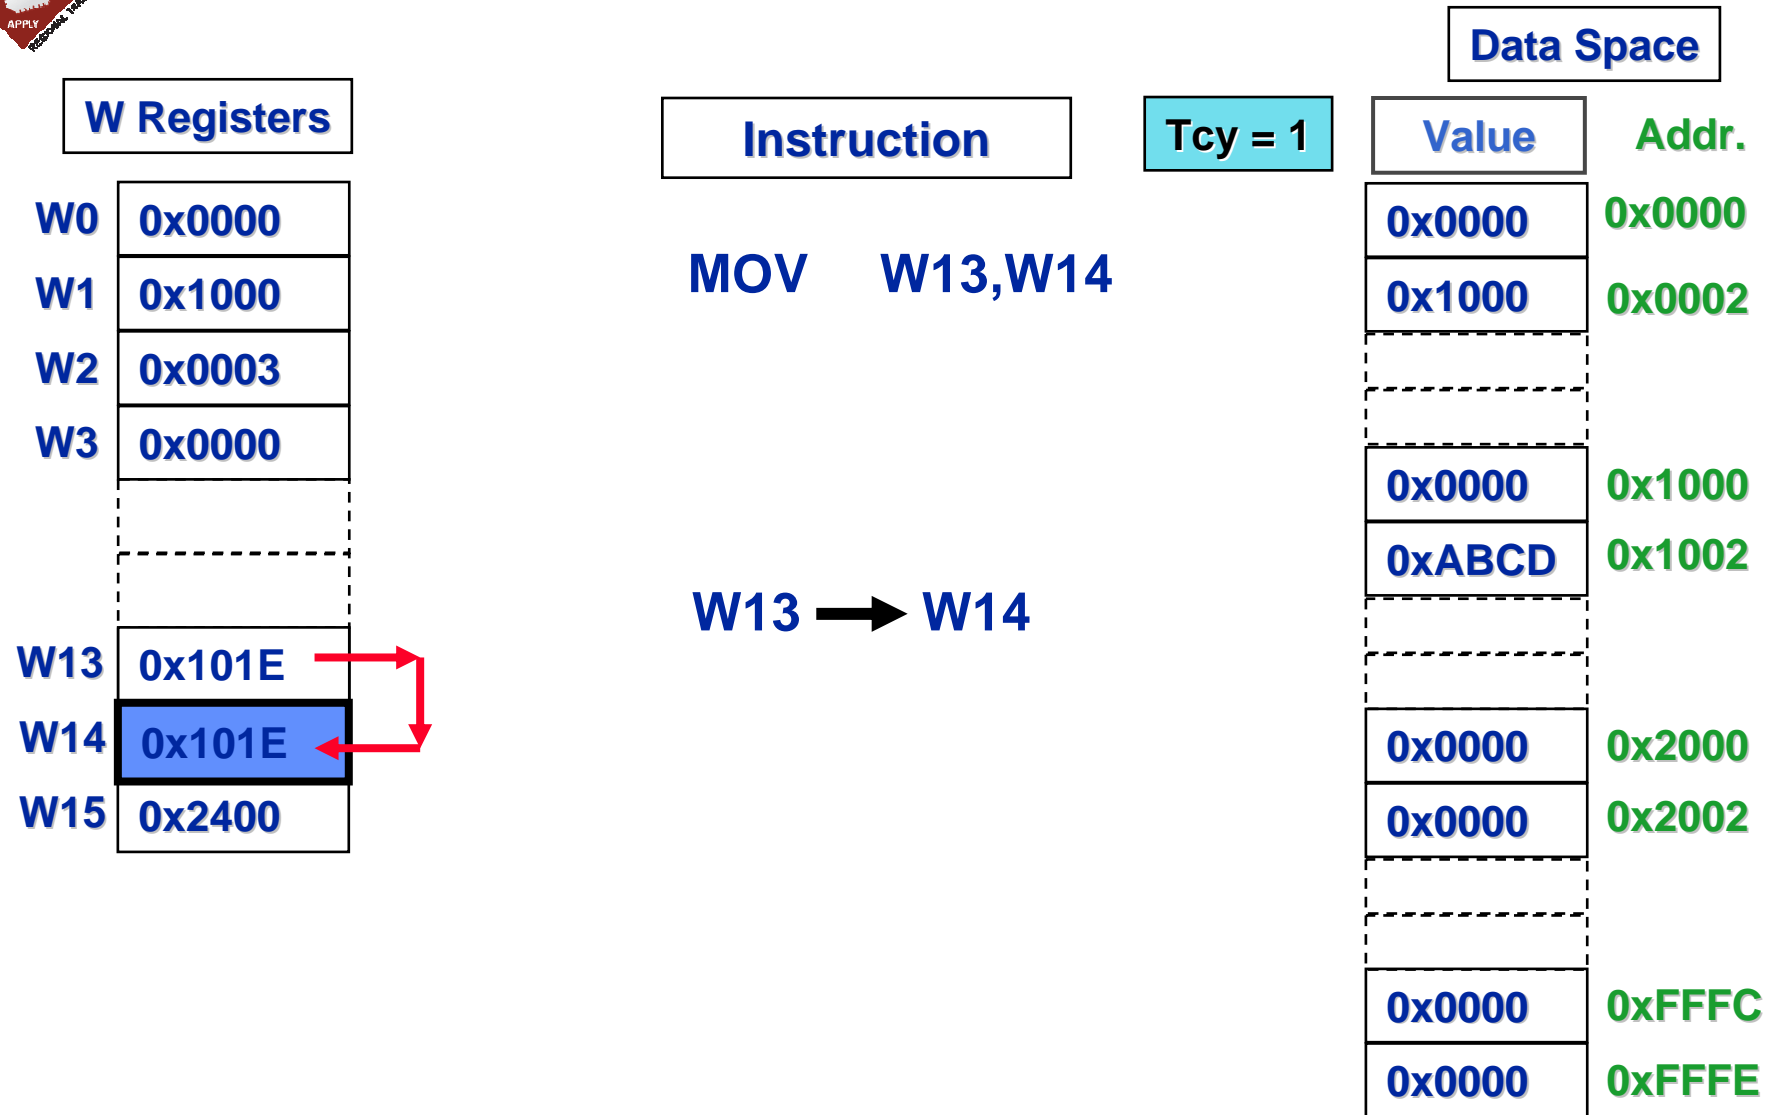 APPLY
Data Space
W Registers
Instruction
Tcy = 1
Value
Addr.
W0 0x0000
W1 0x1000
W2 0x0003
W3 0x0000
W13 0x101E
W14 0x101E
W15 0x2400
MOV W13,W14
W13 W14
0x0000 0x0000
0x1000 0x0002
0x0000 0x1000
0xABCD 0x1002
0x0000 0x2000
0x0000 0x2002
0x0000 0xFFFC
0x0000 0xFFFE